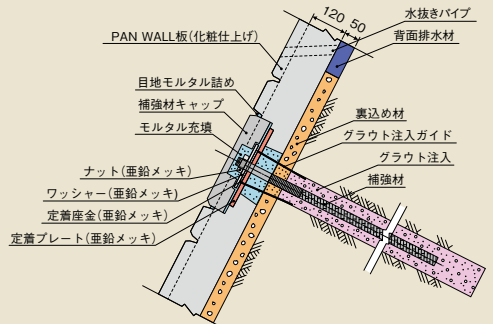 120 50
水抜きパイプ
PAN WALL板(化粧仕上げ)
背面排水材
目地モルタル詰め
補強材キャップ
モルタル充填
裏込め材
グラウト注入ガイド
グラウト注入
補強材
ナット(亜鉛メッキ)
ワッシャー(亜鉛メッキ)
定着座金(亜鉛メッキ)
定着プレート(亜鉛メッキ)